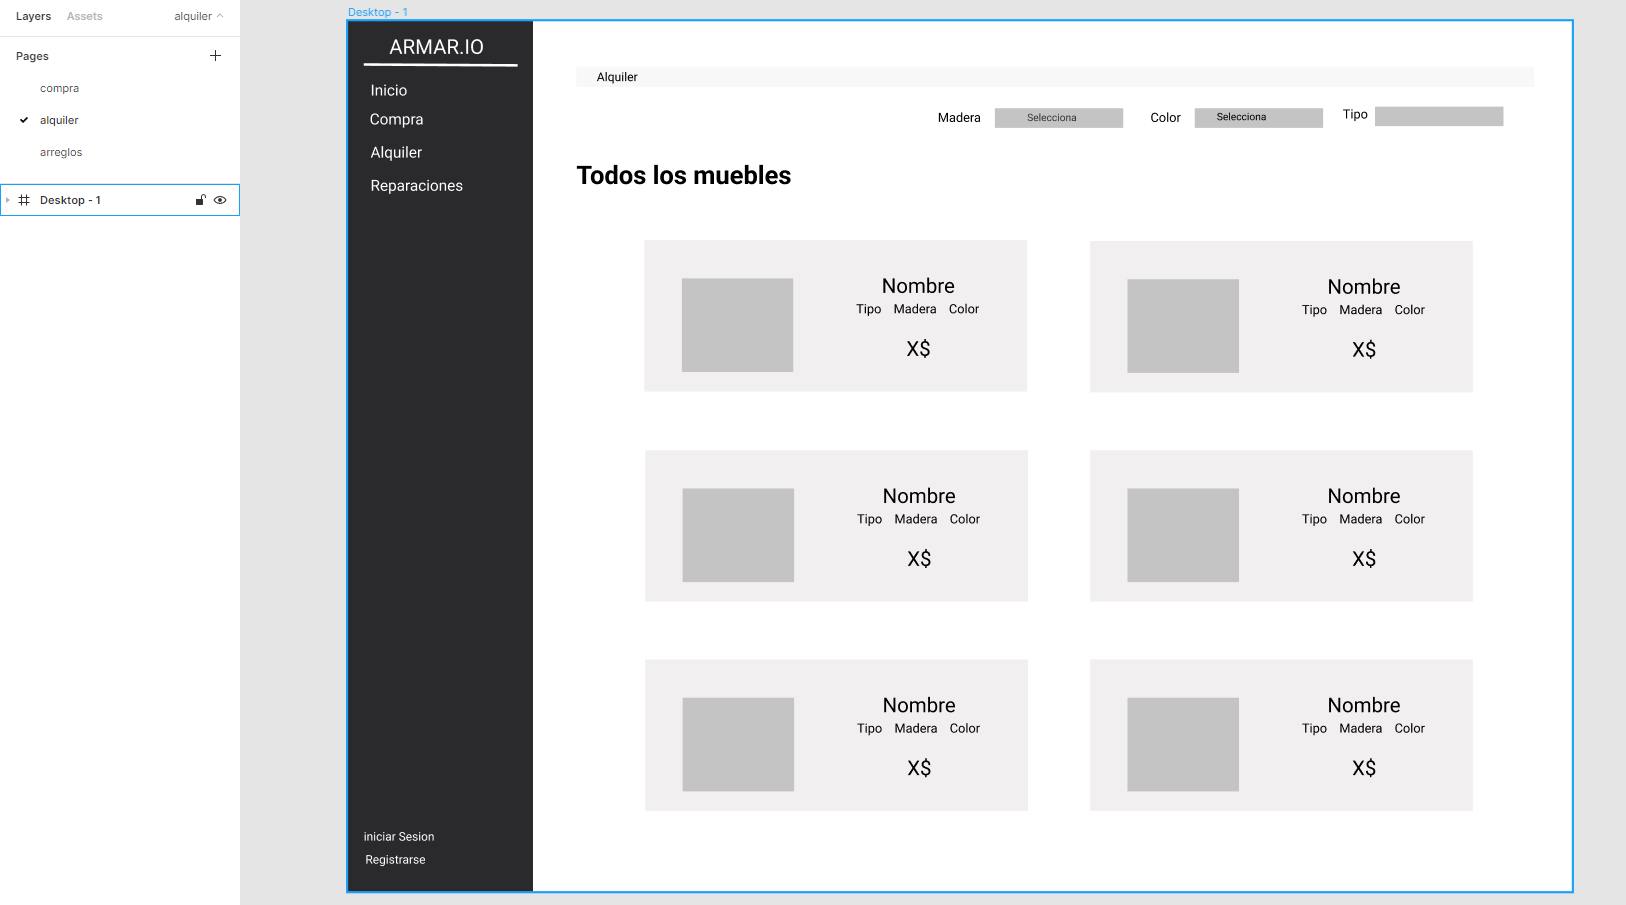 Layers Assets alquiler
Pages
compra
alquiler
arreglos
Desktop - 1
Desktop - 1
ARMAR.IO
Inicio
Compra
Alquiler
Reparaciones
iniciar Sesion
Registrarse
Alquiler
Madera Selecciona Color Selecciona Tipo
Todos los muebles
Nombre
Tipo Madera Color
X$
Nombre
Tipo Madera Color
X$
Nombre
Tipo Madera Color
X$
Nombre
Tipo Madera Color
X$
Nombre
Tipo Madera Color
X$
Nombre
Tipo Madera Color
X$